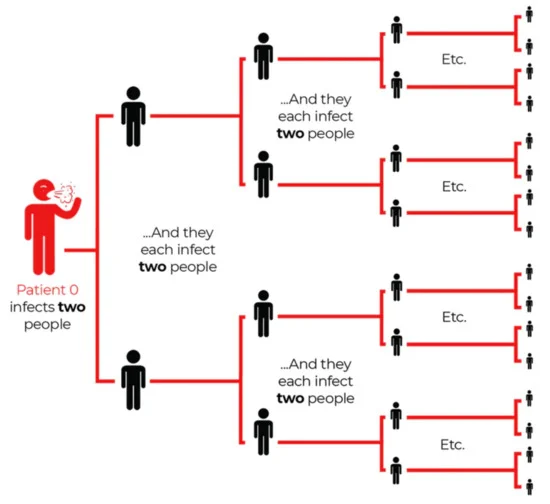 ...And they
each infect
two people
Etc.
Etc.
...And they
each infect
two people
Patient 0
infects two
people
Etc.
...And they
each infect
two people
Etc.